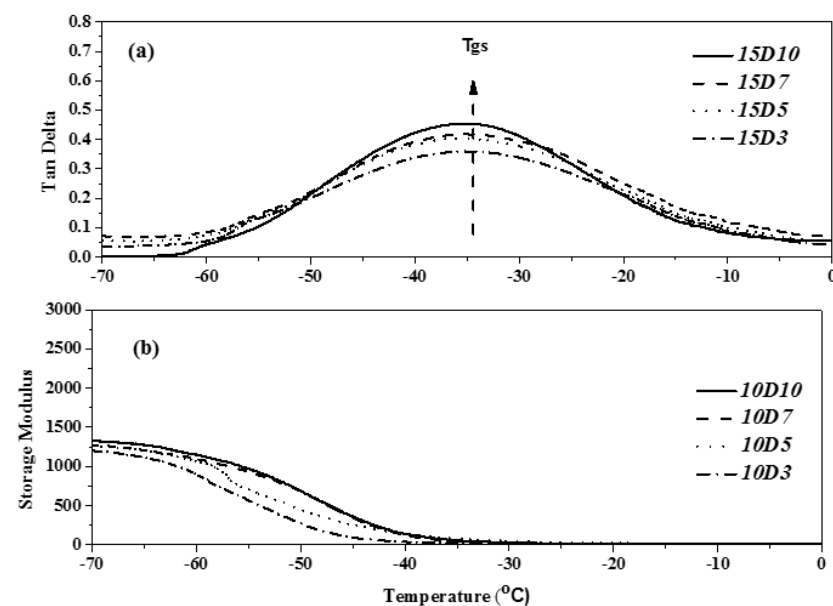 0.8
(a)
Tgs
15D10
0.7
15D7
0.6
15D5
0.5
15D3
0.4
0.3
0.2
0.1
0.0
Tan Delta
-70 -60 -50 -40 -30 -20 -10 0
3000
(b)
2500
10D10
2000
10D7
1500
10D5
1000
10D3
500
0
Storage Modulus
-70 -60 -50 -40 -30 -20 -10 0
Temperature (°C)